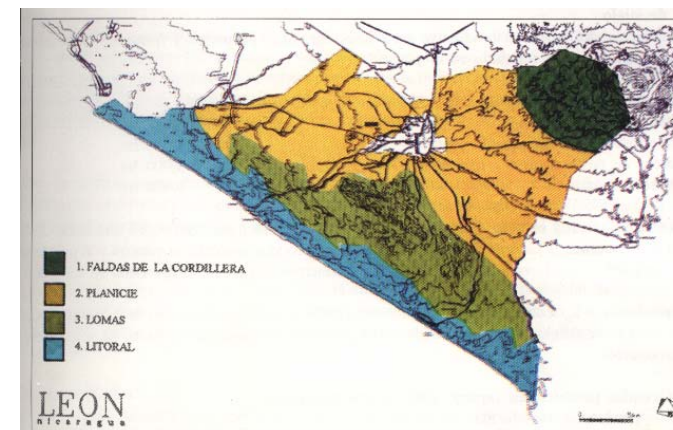 1. FALDAS DE LA CORDILLERA
2. PLANICIE
3. LOMAS
4. LITORAL
LEON
nicaragua